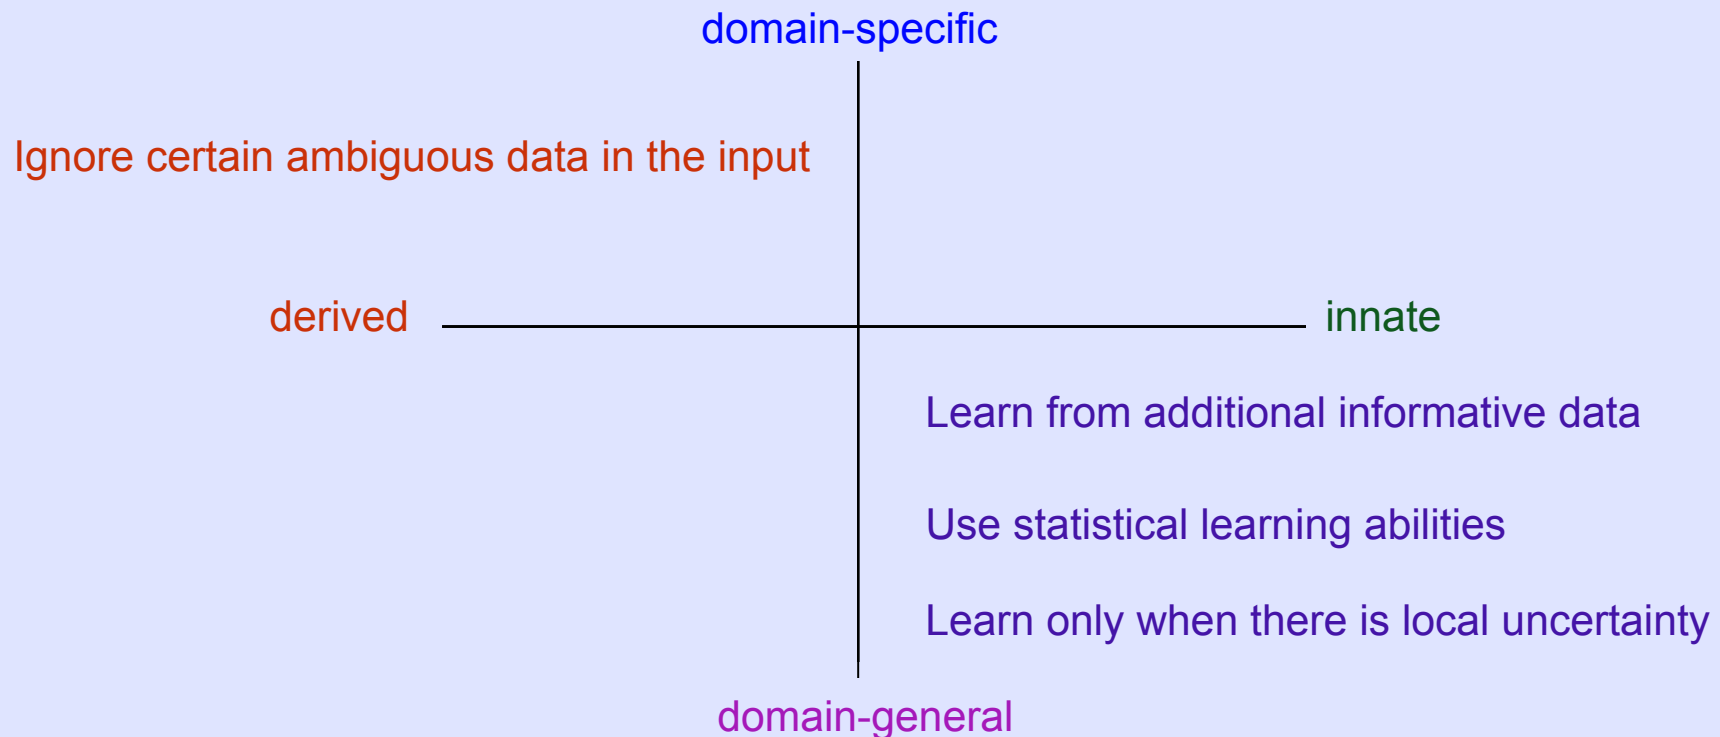 domain-specific
Ignore certain ambiguous data in the input
derived
innate
Learn from additional informative data
Use statistical learning abilities
Learn only when there is local uncertainty
domain-general